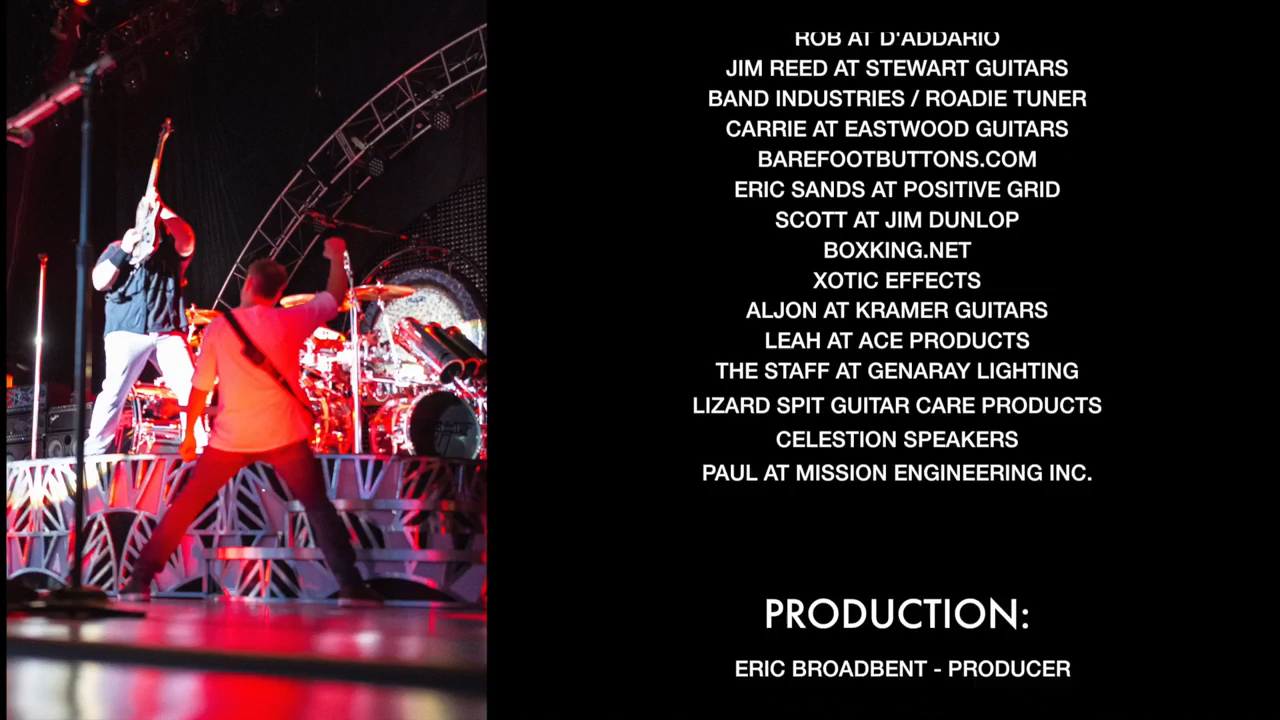 ROB AT D'ADDARIO
JIM REED AT STEWART GUITARS
BAND INDUSTRIES / ROADIE TUNER
CARRIE AT EASTWOOD GUITARS
BAREFOOTBUTTONS.COM
ERIC SANDS AT POSITIVE GRID
SCOTT AT JIM DUNLOP
BOXKING.NET
XOTIC EFFECTS
ALJON AT KRAMER GUITARS
LEAH AT ACE PRODUCTS
THE STAFF AT GENARAY LIGHTING
LIZARD SPIT GUITAR CARE PRODUCTS
CELESTION SPEAKERS
PAUL AT MISSION ENGINEERING INC.
PRODUCTION:
ERIC BROADBENT - PRODUCER